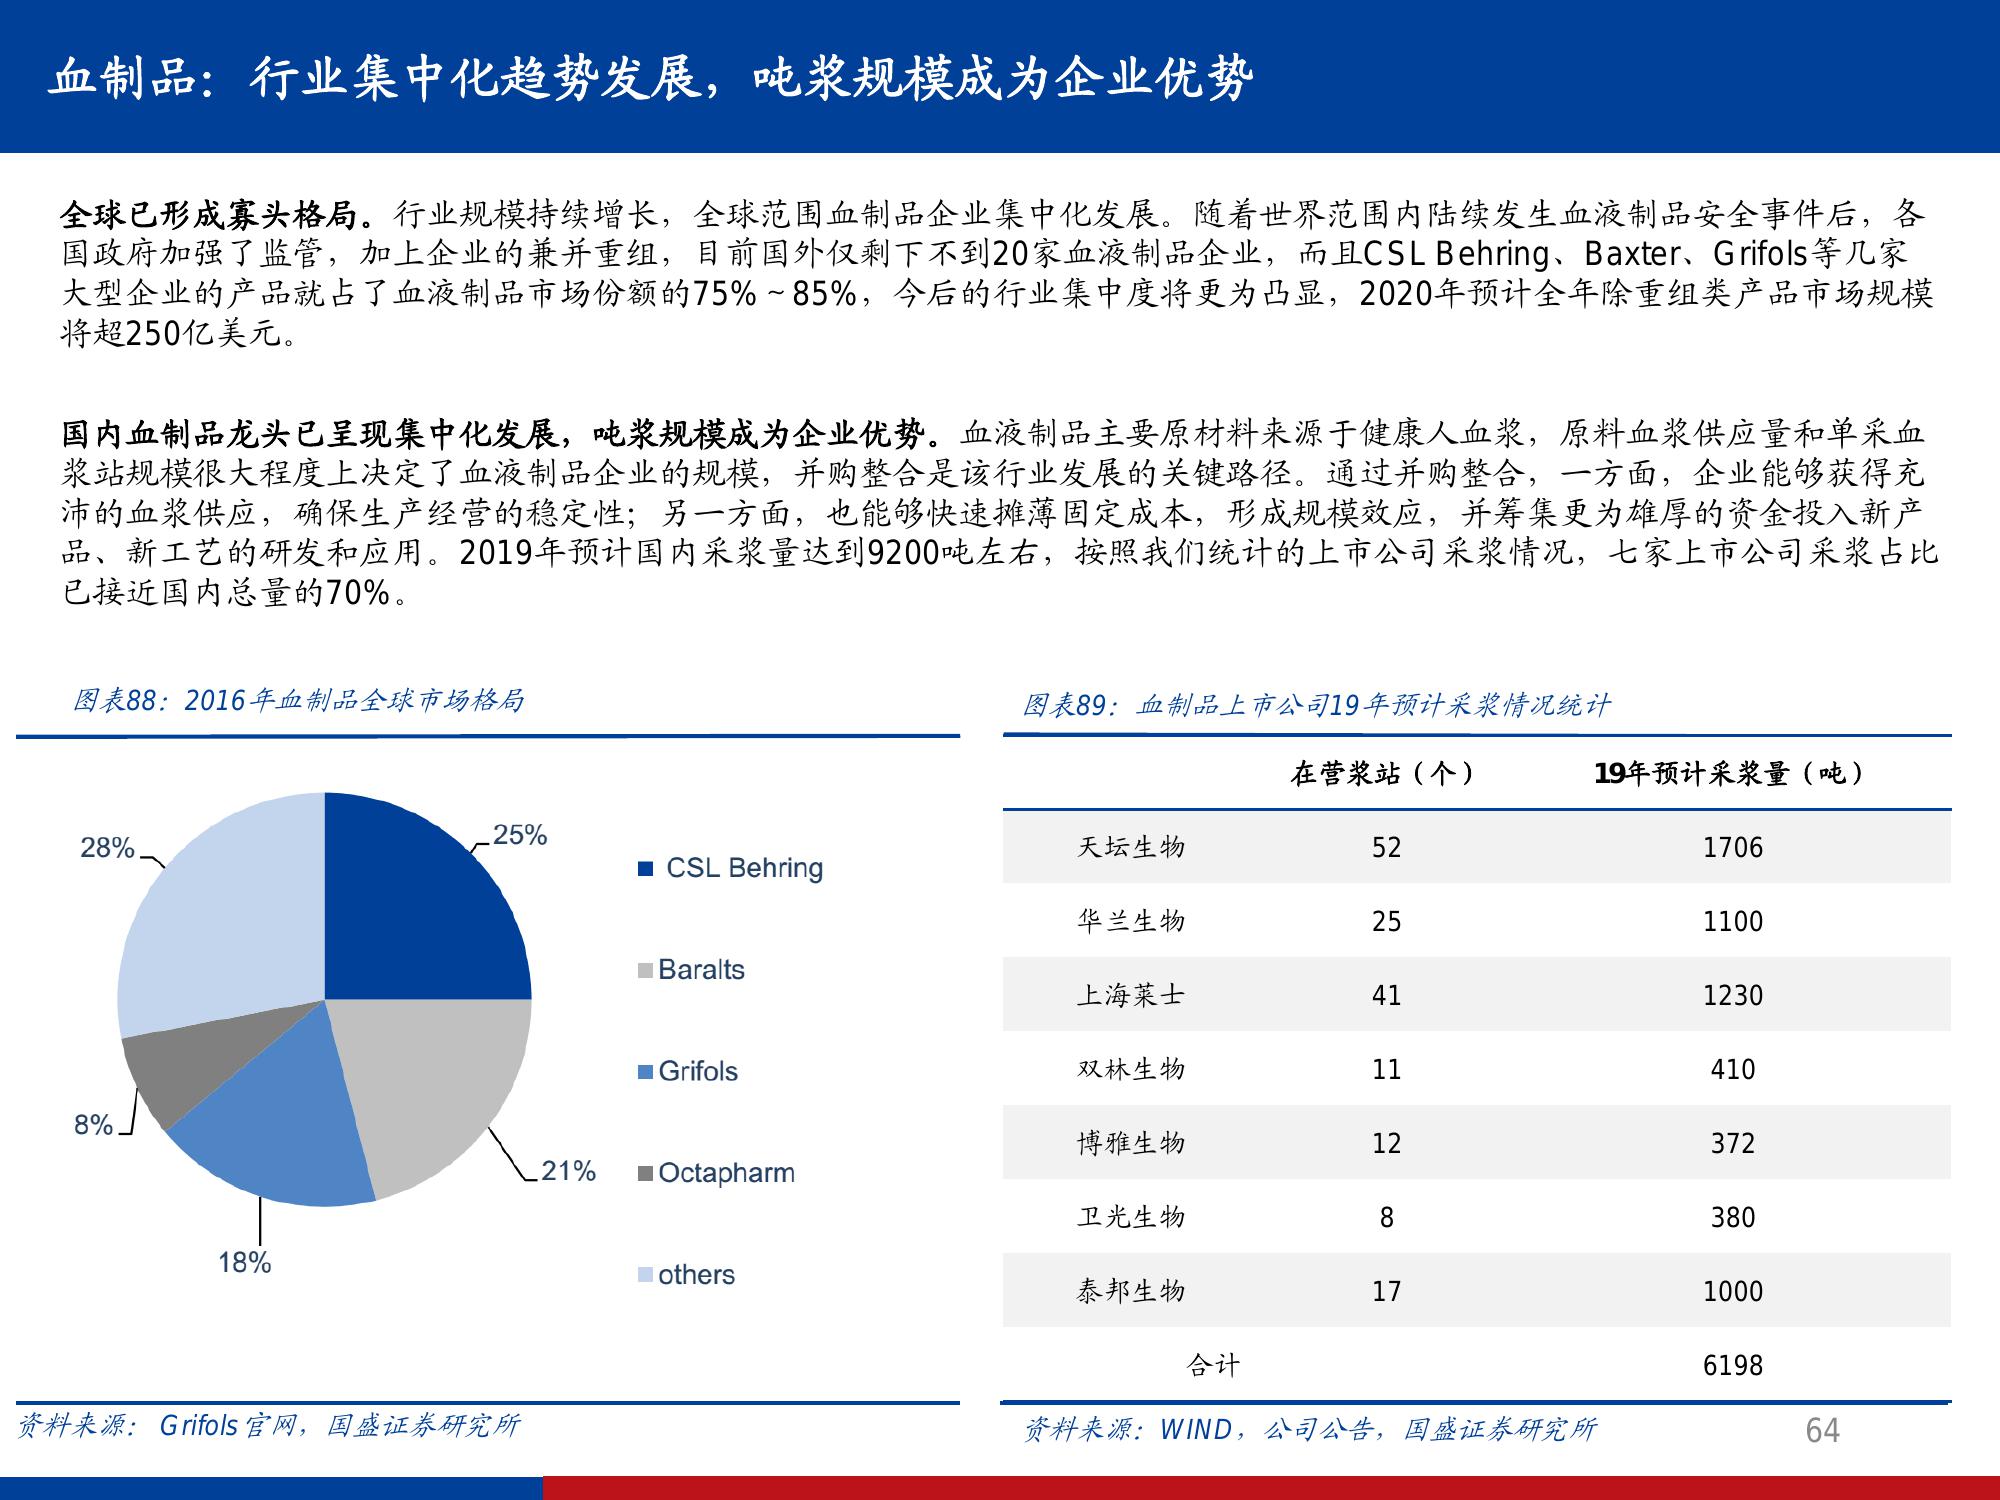 血制品：行业集中化趋势发展，吨浆规模成为企业优势
全球已形成寡头格局。行业规模持续增长，全球范围血制品企业集中化发展。随着世界范围内陆续发生血液制品安全事件后，各
国政府加强了监管，加上企业的兼并重组，目前国外仅剩下不到20家血液制品企业，而且CSL Behring、Baxter、Grifols等几家
大型企业的产品就占了血液制品市场份额的75%～85%，今后的行业集中度将更为凸显，2020年预计全年除重组类产品市场规模
将超250亿美元。
国内血制品龙头已呈现集中化发展，吨浆规模成为企业优势。血液制品主要原材料来源于健康人血浆，原料血浆供应量和单采血
浆站规模很大程度上决定了血液制品企业的规模，并购整合是该行业发展的关键路径。通过并购整合，一方面，企业能够获得充
沛的血浆供应，确保生产经营的稳定性；另一方面，也能够快速摊薄固定成本，形成规模效应，并筹集更为雄厚的资金投入新产
品、新工艺的研发和应用。2019年预计国内采浆量达到9200吨左右，按照我们统计的上市公司采浆情况，七家上市公司采浆占比
已接近国内总量的70%。
图表88：2016年血制品全球市场格局
25%
21%
18%
8%
28%
CSL Behring
Baralts
Grifols
Octapharm
others
资料来源： Grifols官网，国盛证券研究所
图表89：血制品上市公司19年预计采浆情况统计
在营浆站（个） 19年预计采浆量（吨）
天坛生物 52 1706
华兰生物 25 1100
上海莱士 41 1230
双林生物 11 410
博雅生物 12 372
卫光生物 8 380
泰邦生物 17 1000
合计 6198
资料来源：WIND，公司公告，国盛证券研究所
64